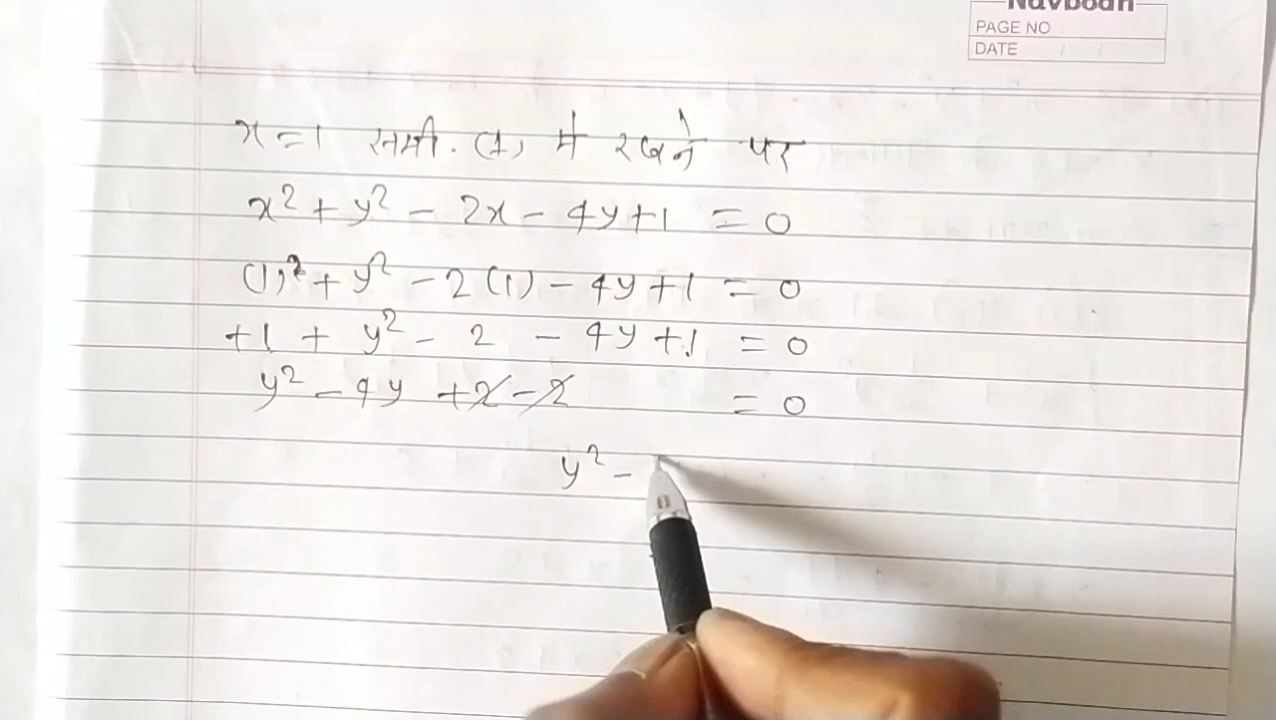 Navbodh
PAGE NO
DATE / /
x = 1 समी. (1) में रखने पर
x² + y² - 2x - 4y + 1 = 0
(1)² + y² - 2 (1) - 4y + 1 = 0
+1 + y² - 2 - 4y + 1 = 0
y² - 4y + 2 - 2 = 0
y² -